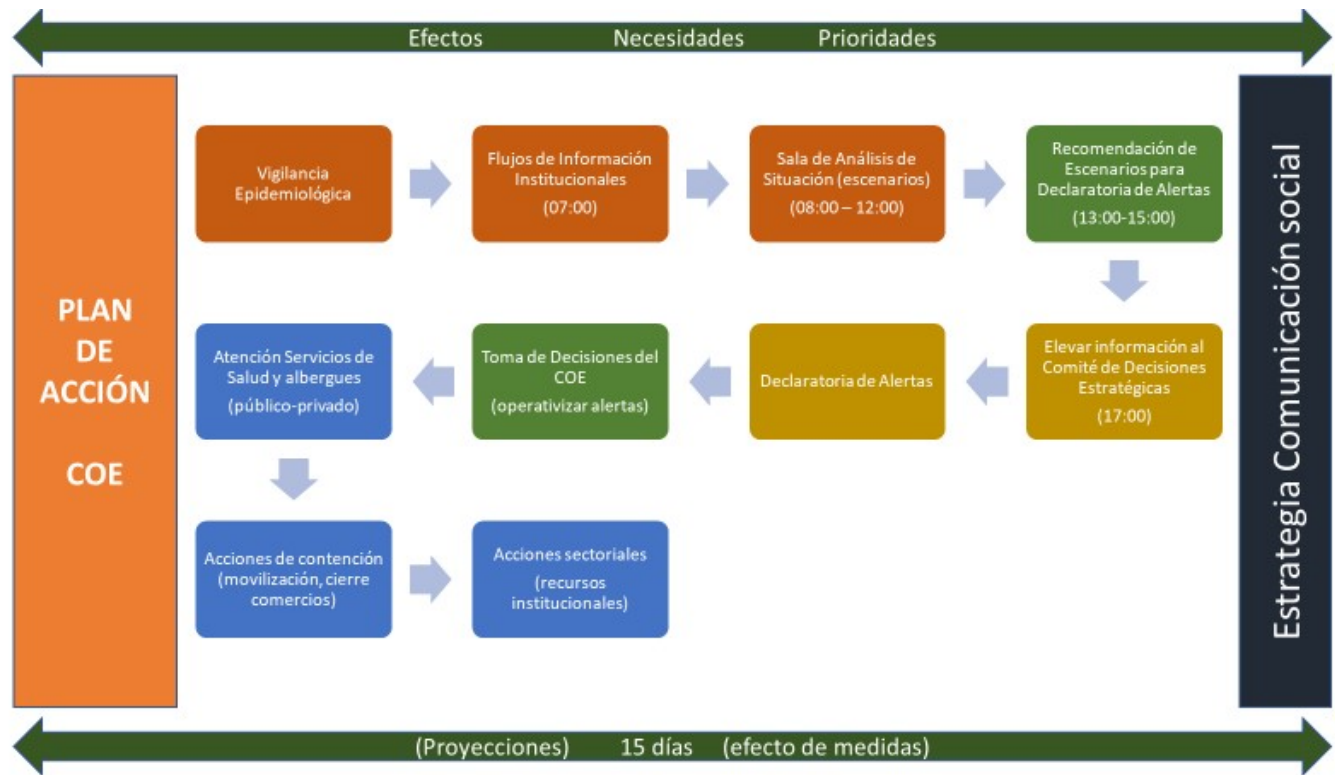 Efectos Necesidades Prioridades
PLAN
DE
ACCIÓN
COE
Vigilancia
Epidemiológica
Flujos de Información
Institucionales
(07:00)
Sala de Análisis de
Situación (escenarios)
(08:00 – 12:00)
Recomendación de
Escenarios para
Declaratoria de Alertas
(13:00-15:00)
Elevar información al
Comité de Decisiones
Estratégicas
(17:00)
Declaratoria de Alertas
Toma de Decisiones del
COE
(operativizar alertas)
Atención Servicios de
Salud y albergues
(público-privado)
Acciones de contención
(movilización, cierre
comercios)
Acciones sectoriales
(recursos
institucionales)
Estrategia Comunicación social
(Proyecciones) 15 días (efecto de medidas)